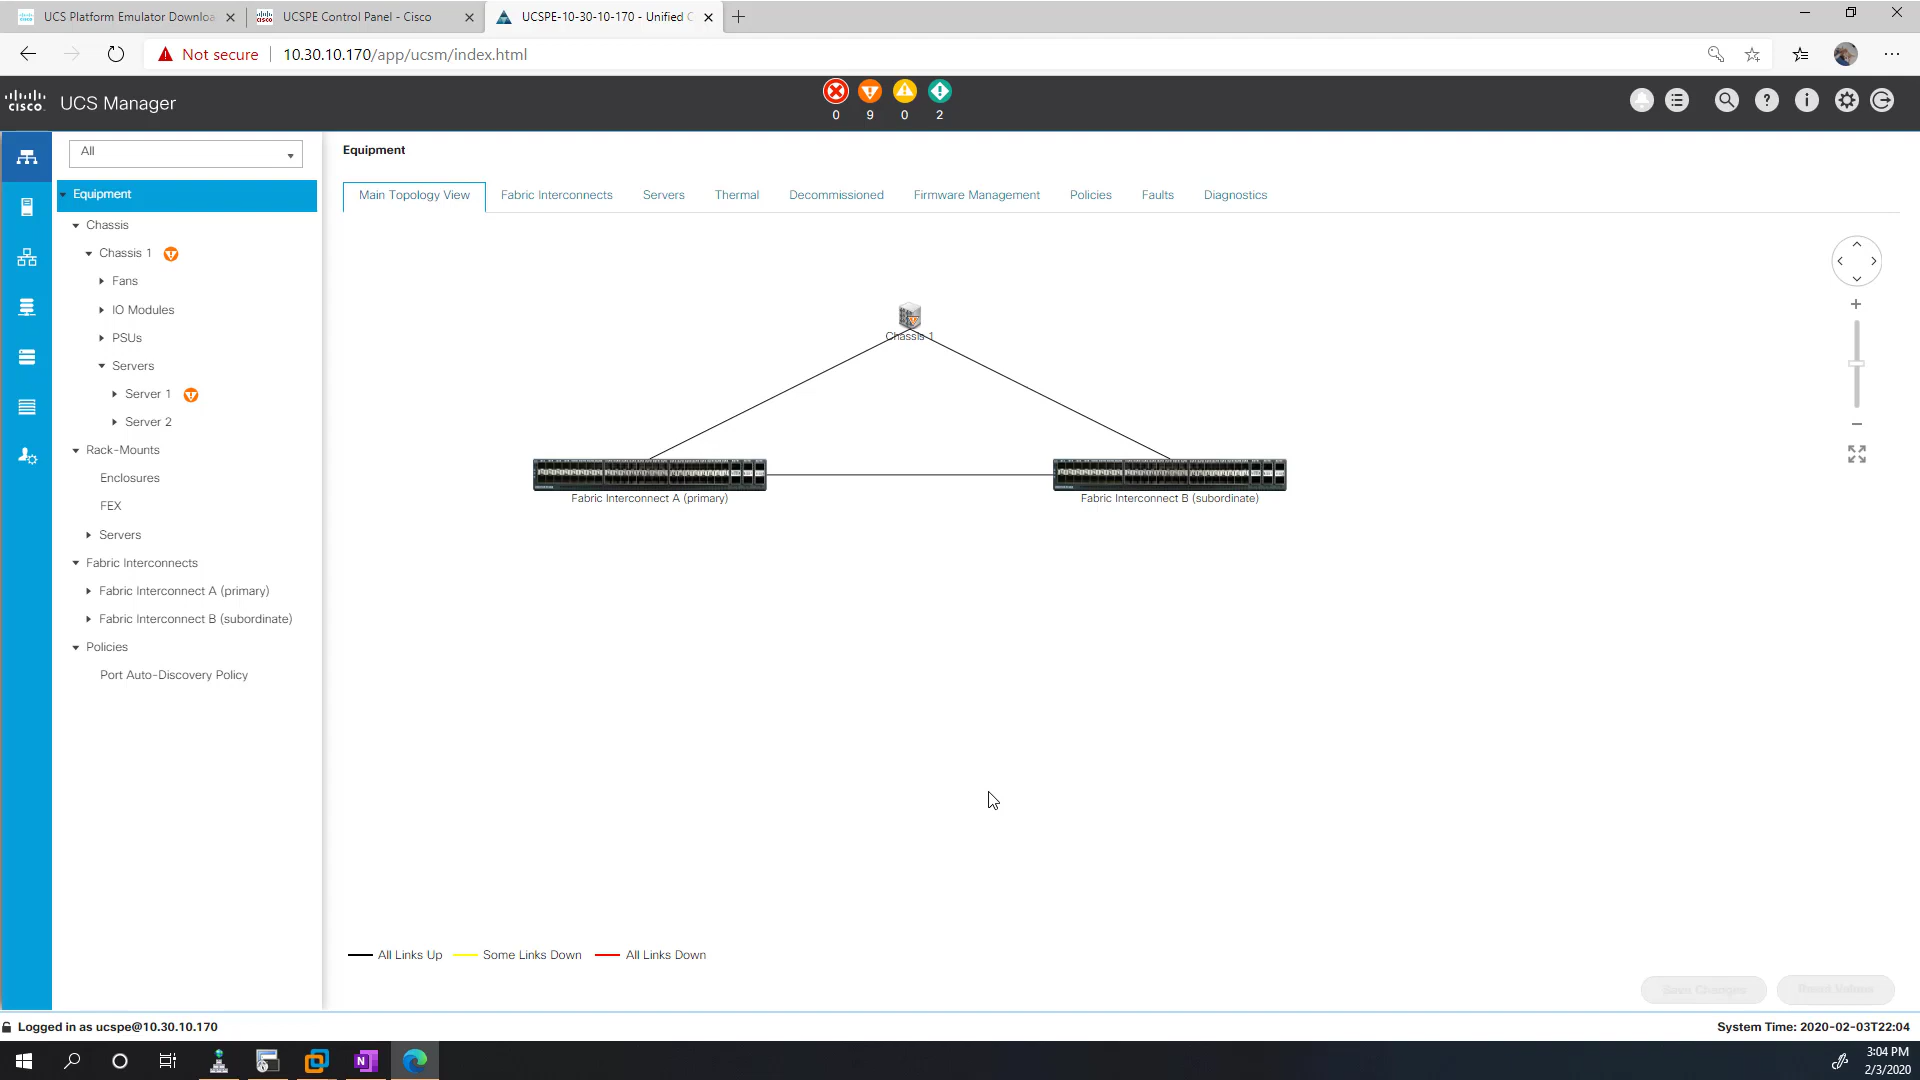 UCS Platform Emulator Downloa
UCSPE Control Panel - Cisco
UCSPE-10-30-10-170 - Unified C
Not secure
10.30.10.170/app/ucsm/index.html
cisco
UCS Manager
0 9 0 2
All
Equipment
Chassis
Chassis 1
Fans
IO Modules
PSUs
Servers
Server 1
Server 2
Rack-Mounts
Enclosures
FEX
Servers
Fabric Interconnects
Fabric Interconnect A (primary)
Fabric Interconnect B (subordinate)
Policies
Port Auto-Discovery Policy
Equipment
Main Topology View Fabric Interconnects Servers Thermal Decommissioned Firmware Management Policies Faults Diagnostics
Chassis 1
Fabric Interconnect A (primary)
Fabric Interconnect B (subordinate)
All Links Up Some Links Down All Links Down
Save Changes Reset Values
Logged in as ucspe@10.30.10.170
System Time: 2020-02-03T22:04
3:04 PM
2/3/2020